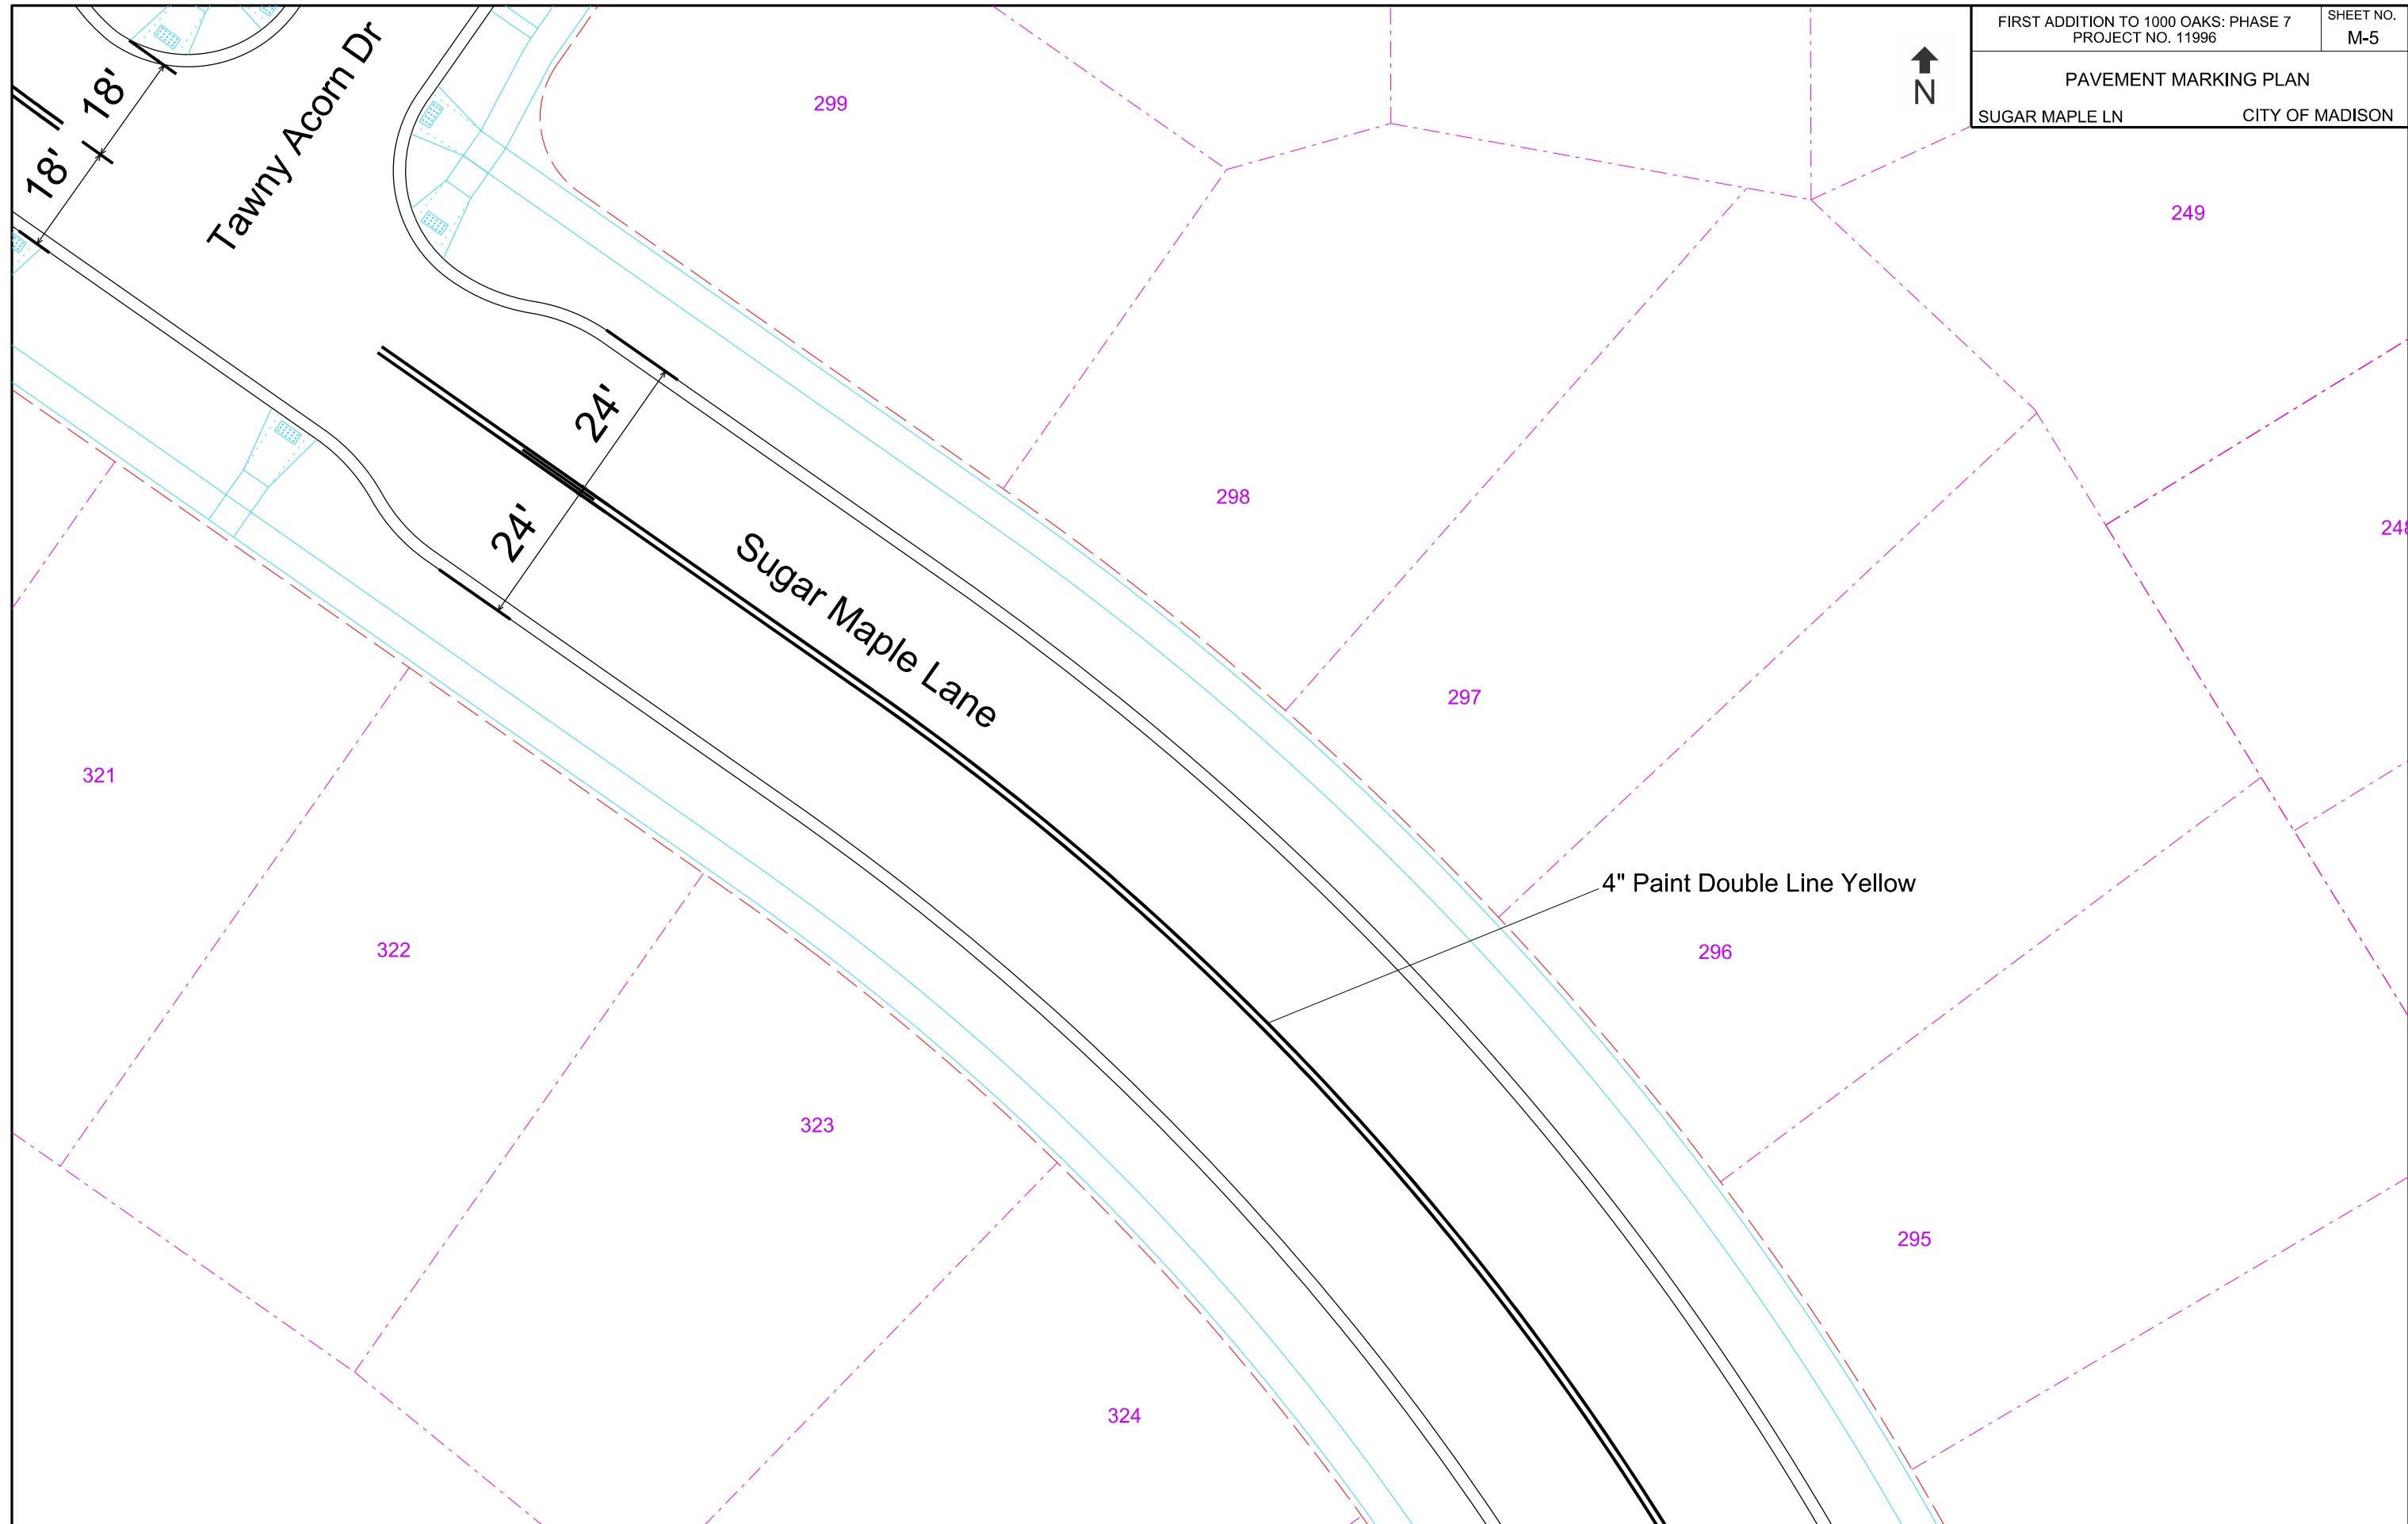 FIRST ADDITION TO 1000 OAKS: PHASE 7
PROJECT NO. 11996
SHEET NO.
M-5
PAVEMENT MARKING PLAN
SUGAR MAPLE LN
CITY OF MADISON
N
18'
18'
Tawny Acorn Dr
299
249
24'
24'
298
248
Sugar Maple Lane
297
321
4" Paint Double Line Yellow
322
296
323
295
324